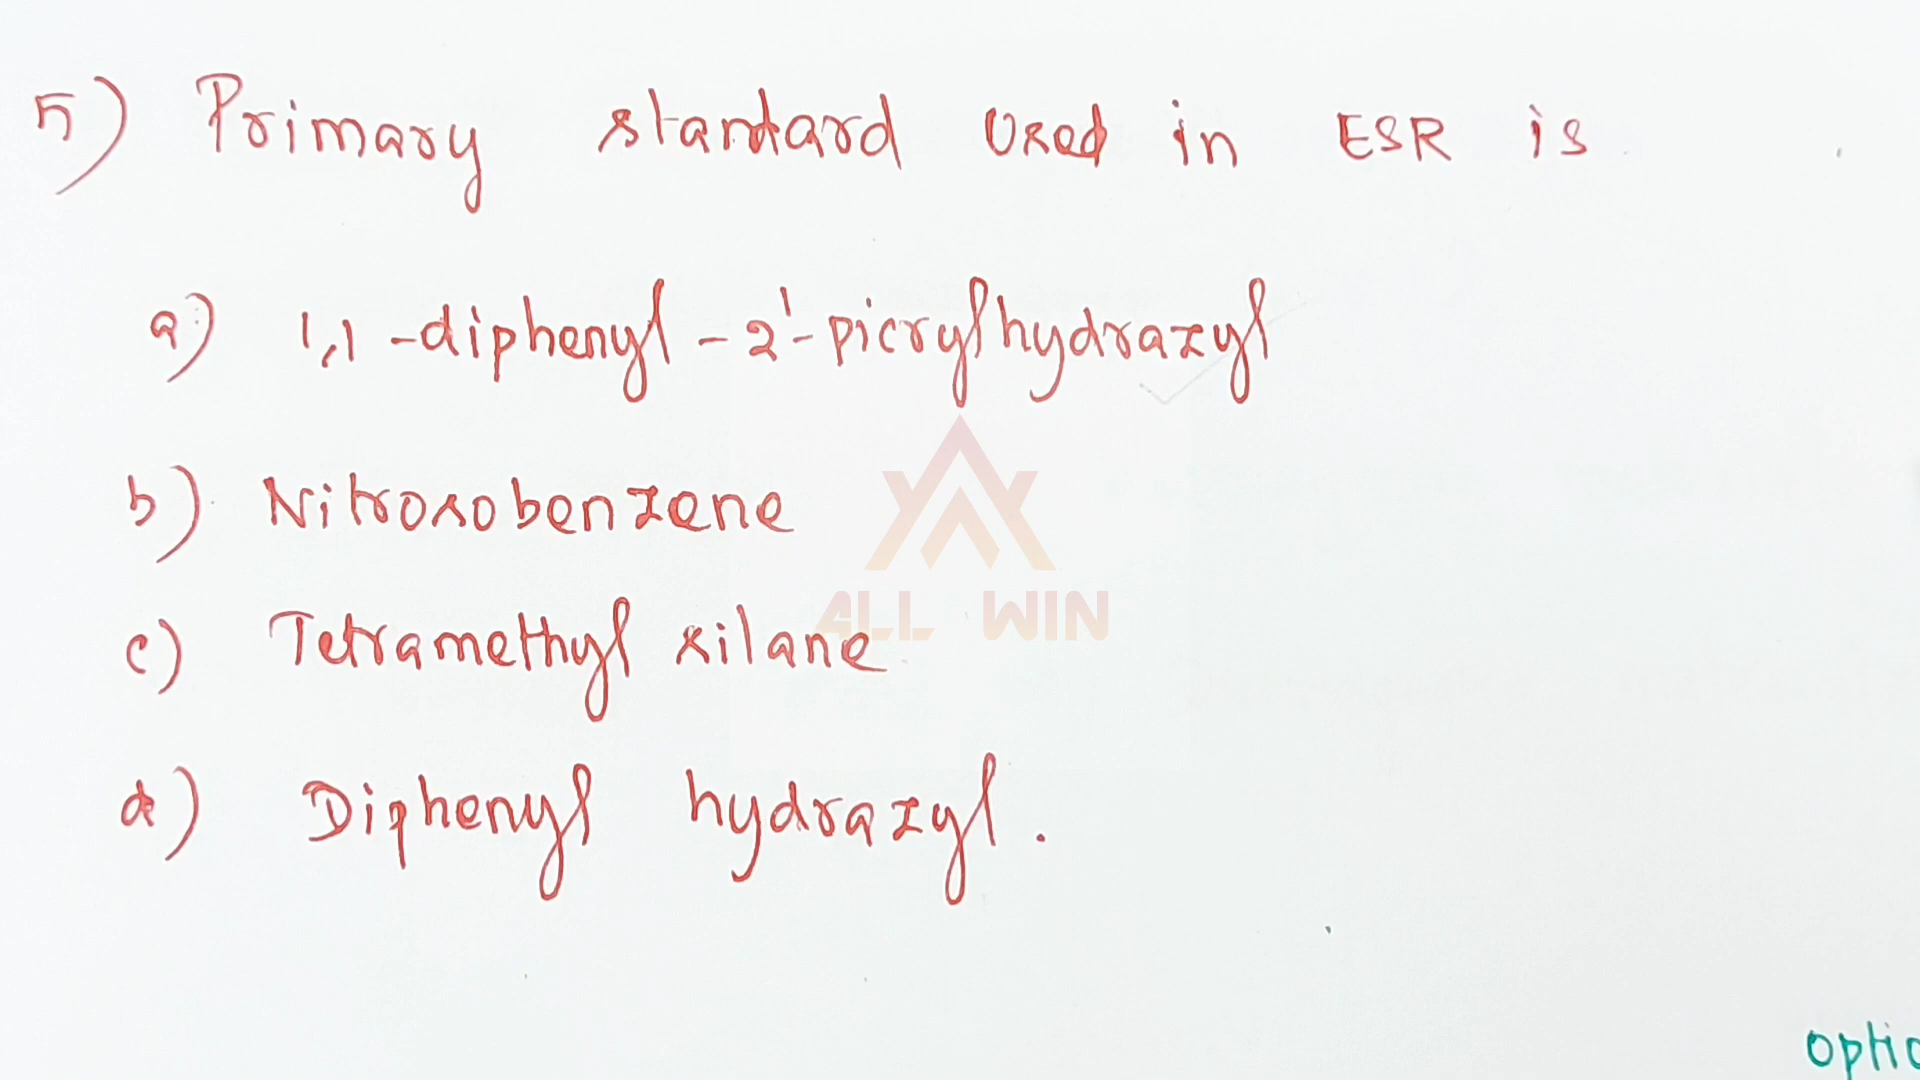 5) Primary standard used in ESR is
a) 1,1-diphenyl-2'-picrylhydrazyl
b) Nitrosobenzene
c) Tetramethyl silane
d) Diphenyl hydrazyl.
ALL WIN